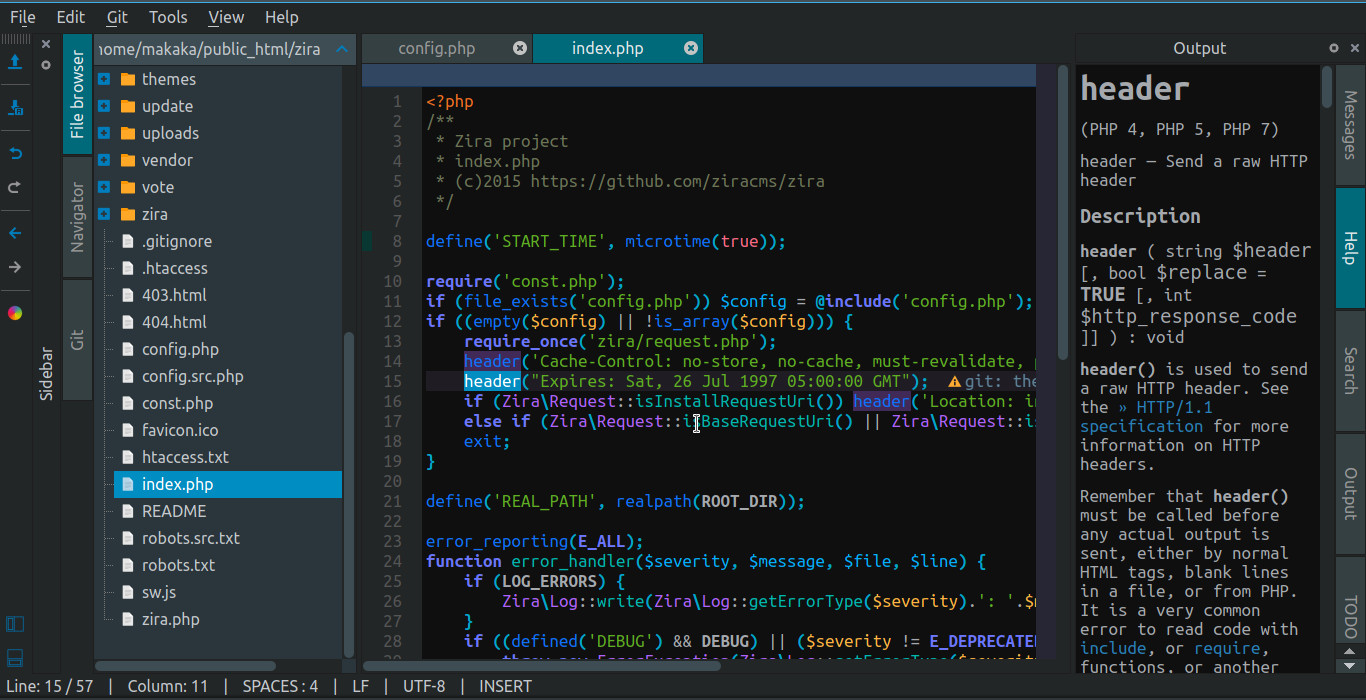 File Edit Git Tools View Help
File browser
Navigator
Git
Sidebar
home/makaka/public_html/zira
themes
update
uploads
vendor
vote
zira
.gitignore
.htaccess
403.html
404.html
config.php
config.src.php
const.php
favicon.ico
htaccess.txt
index.php
README
robots.src.txt
robots.txt
sw.js
zira.php
config.php
index.php
1 <?php
2 /**
3 * Zira project
4 * index.php
5 * (c)2015 https://github.com/ziracms/zira
6 */
7
8 define('START_TIME', microtime(true));
9
10 require('const.php');
11 if (file_exists('config.php')) $config = @include('config.php');
12 if ((empty($config) || !is_array($config))) {
13 require_once('zira/request.php');
14 header('Cache-Control: no-store, no-cache, must-revalidate,
15 header("Expires: Sat, 26 Jul 1997 05:00:00 GMT"); git: the
16 if (Zira\Request::isInstallRequestUri()) header('Location: i
17 else if (Zira\Request::isBaseRequestUri() || Zira\Request::is
18 exit;
19 }
20
21 define('REAL_PATH', realpath(ROOT_DIR));
22
23 error_reporting(E_ALL);
24 function error_handler($severity, $message, $file, $line) {
25 if (LOG_ERRORS) {
26 Zira\Log::write(Zira\Log::getErrorType($severity).': '.$
27 }
28 if ((defined('DEBUG') && DEBUG) || ($severity != E_DEPRECATE
Output
header
(PHP 4, PHP 5, PHP 7)
header — Send a raw HTTP
header
Description
header ( string $header
[, bool $replace =
TRUE [, int
$http_response_code
]] ) : void
header() is used to send
a raw HTTP header. See
the » HTTP/1.1
specification for more
information on HTTP
headers.
Remember that header()
must be called before
any actual output is
sent, either by normal
HTML tags, blank lines
in a file, or from PHP.
It is a very common
error to read code with
include, or require,
functions, or another
Messages
Help
Search
Output
TODO
Line: 15 / 57 | Column: 11 | SPACES : 4 | LF | UTF-8 | INSERT